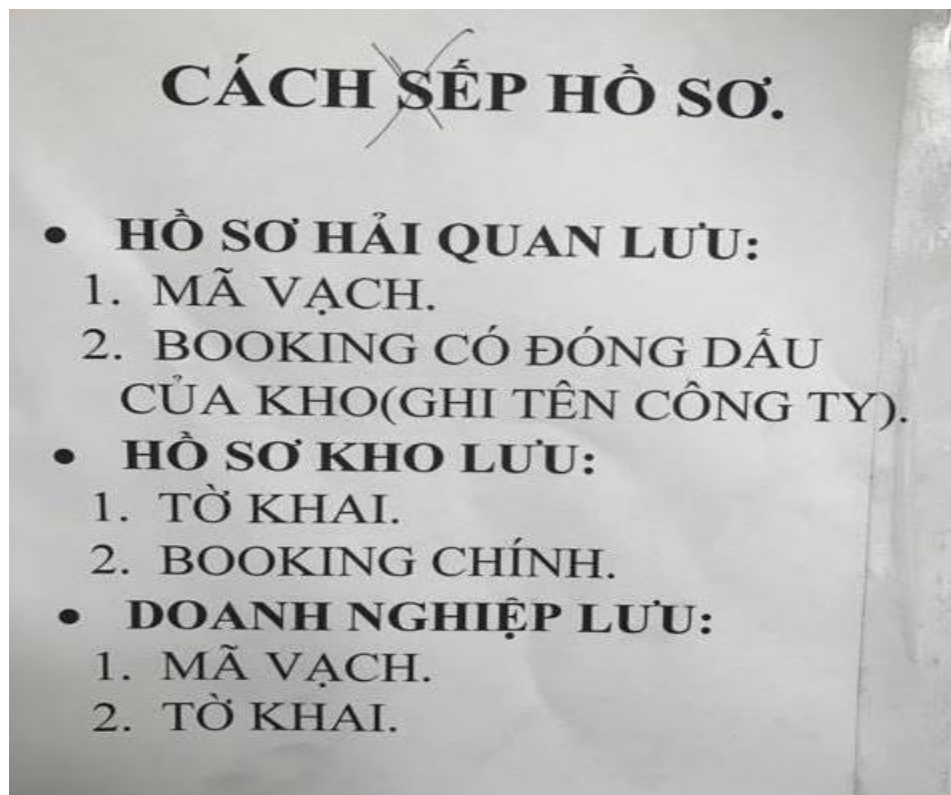 CÁCH SẾP HỒ SƠ.
• HỒ SƠ HẢI QUAN LƯU:
1. MÃ VẠCH.
2. BOOKING CÓ ĐÓNG DẤU
CỦA KHO(GHI TÊN CÔNG TY).
• HỒ SƠ KHO LƯU:
1. TỜ KHAI.
2. BOOKING CHÍNH.
• DOANH NGHIỆP LƯU:
1. MÃ VẠCH.
2. TỜ KHAI.